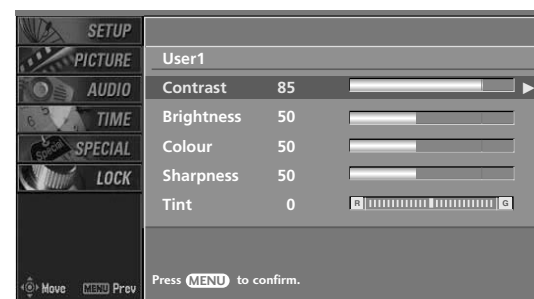 SETUP
PICTURE
AUDIO
TIME
SPECIAL
LOCK
Move MENU Prev
User1
Contrast 85
Brightness 50
Colour 50
Sharpness 50
Tint 0 R G
Press MENU to confirm.